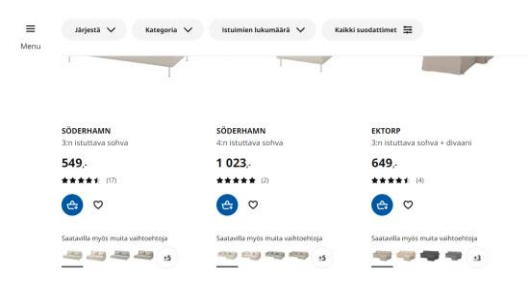 Järjestä
Kategoria
Istuimien lukumäärä
Kaikki suodattimet
Menu
SÖDERHAMN
3:n istuttava sohva
549,-
(17)
Saatavilla myös muita vaihtoehtoja
+5
SÖDERHAMN
4:n istuttava sohva
1 023,-
(2)
Saatavilla myös muita vaihtoehtoja
+5
EKTORP
3:n istuttava sohva + divaani
649,-
(4)
Saatavilla myös muita vaihtoehtoja
+3